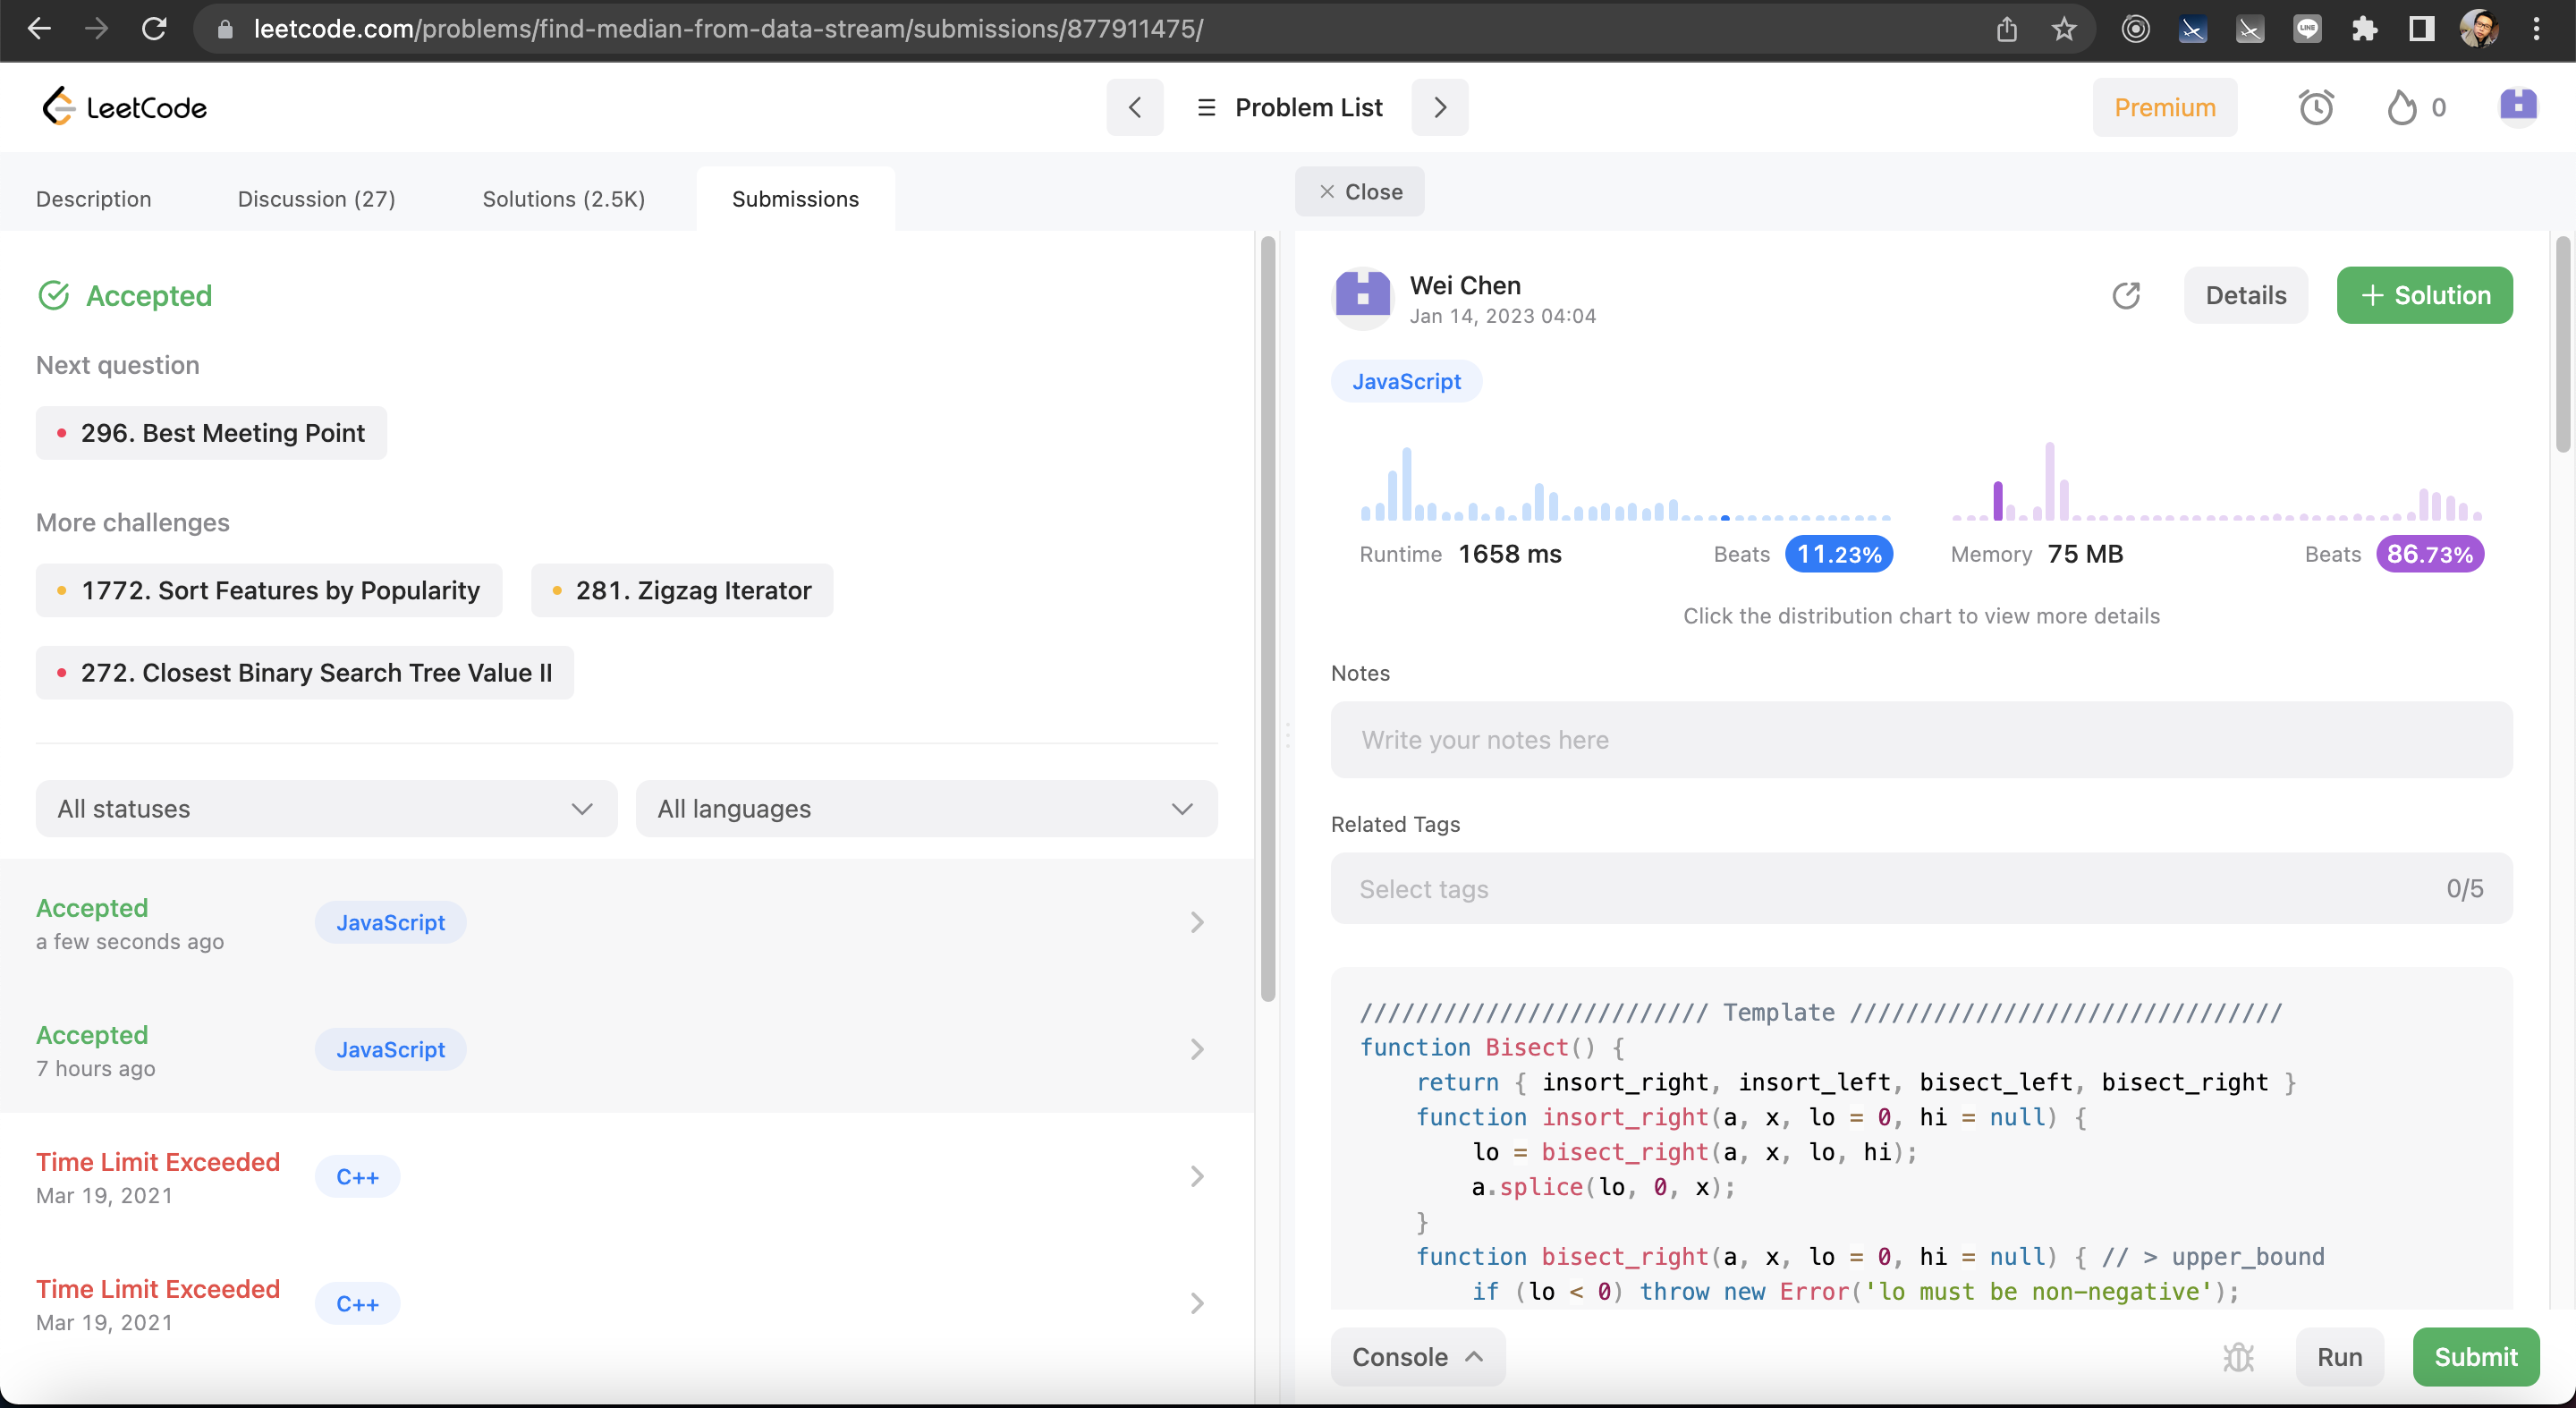 leetcode.com/problems/find-median-from-data-stream/submissions/877911475/
LINE
LeetCode
Problem List
Premium
0
Description
Discussion (27)
Solutions (2.5K)
Submissions
Close
Accepted
Next question
296. Best Meeting Point
More challenges
1772. Sort Features by Popularity
281. Zigzag Iterator
272. Closest Binary Search Tree Value II
All statuses
All languages
Accepted
a few seconds ago
JavaScript
Accepted
7 hours ago
JavaScript
Time Limit Exceeded
Mar 19, 2021
C++
Time Limit Exceeded
Mar 19, 2021
C++
Wei Chen
Jan 14, 2023 04:04
Details
+ Solution
JavaScript
Runtime 1658 ms
Beats 11.23%
Memory 75 MB
Beats 86.73%
Click the distribution chart to view more details
Notes
Write your notes here
Related Tags
Select tags
0/5
///////////////////////// Template ///////////////////////////////
function Bisect() {
return { insort_right, insort_left, bisect_left, bisect_right }
function insort_right(a, x, lo = 0, hi = null) {
lo = bisect_right(a, x, lo, hi);
a.splice(lo, 0, x);
}
function bisect_right(a, x, lo = 0, hi = null) { // > upper_bound
if (lo < 0) throw new Error('lo must be non-negative');
Console
Run
Submit